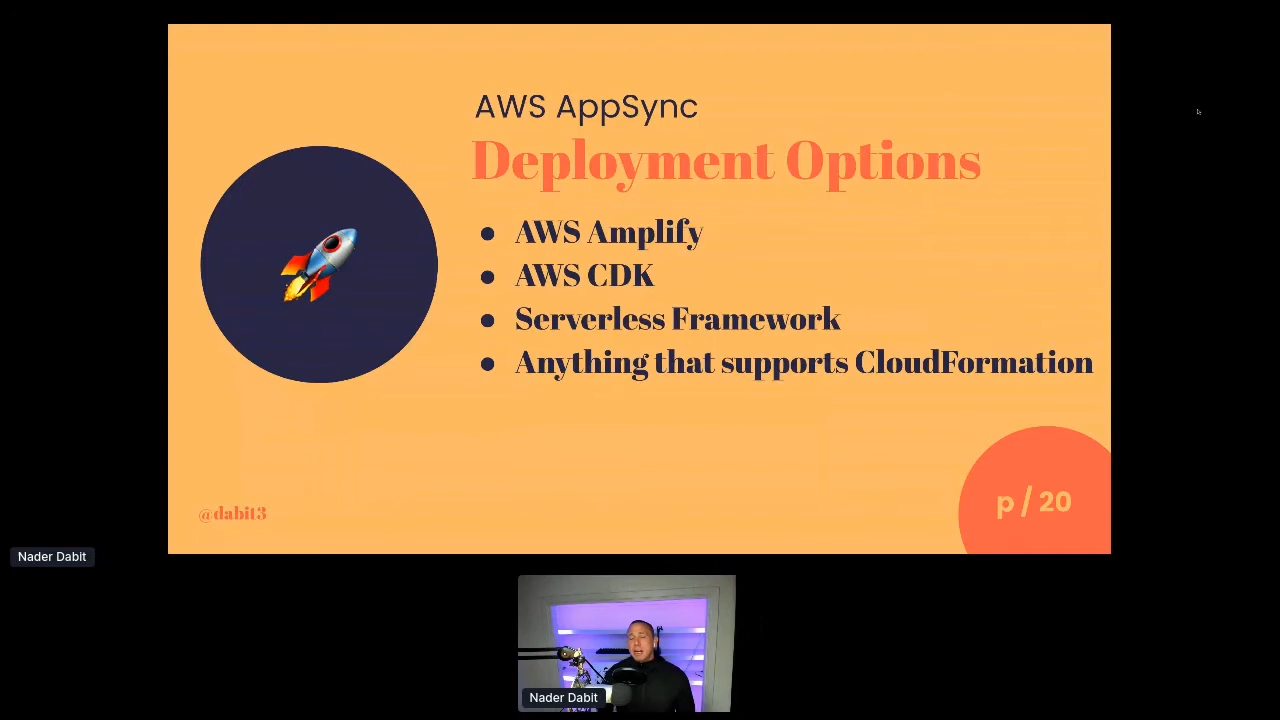 AWS AppSync
Deployment Options
● AWS Amplify
● AWS CDK
● Serverless Framework
● Anything that supports CloudFormation
@dabit3
p / 20
Nader Dabit
Nader Dabit